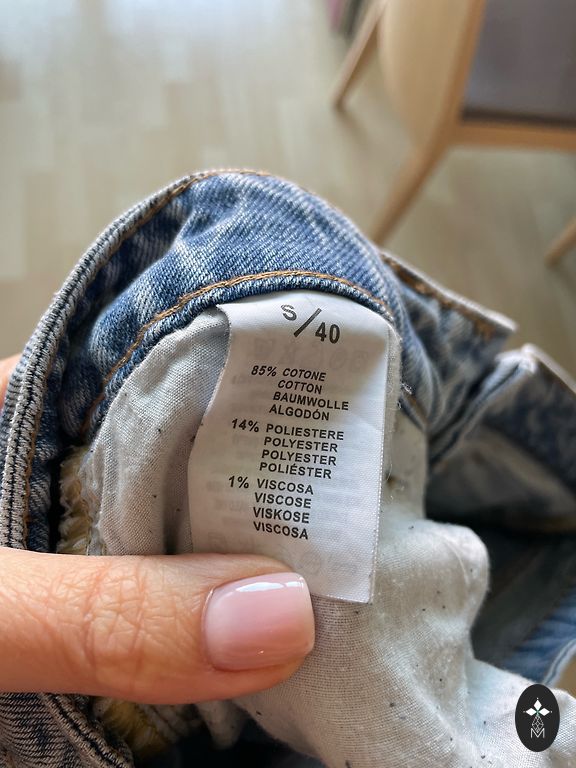 S/40
85% COTONE
COTTON
BAUMWOLLE
ALGODÓN
14% POLIESTERE
POLYESTER
POLYESTER
POLIÉSTER
1% VISCOSA
VISCOSE
VISKOSE
VISCOSA
M